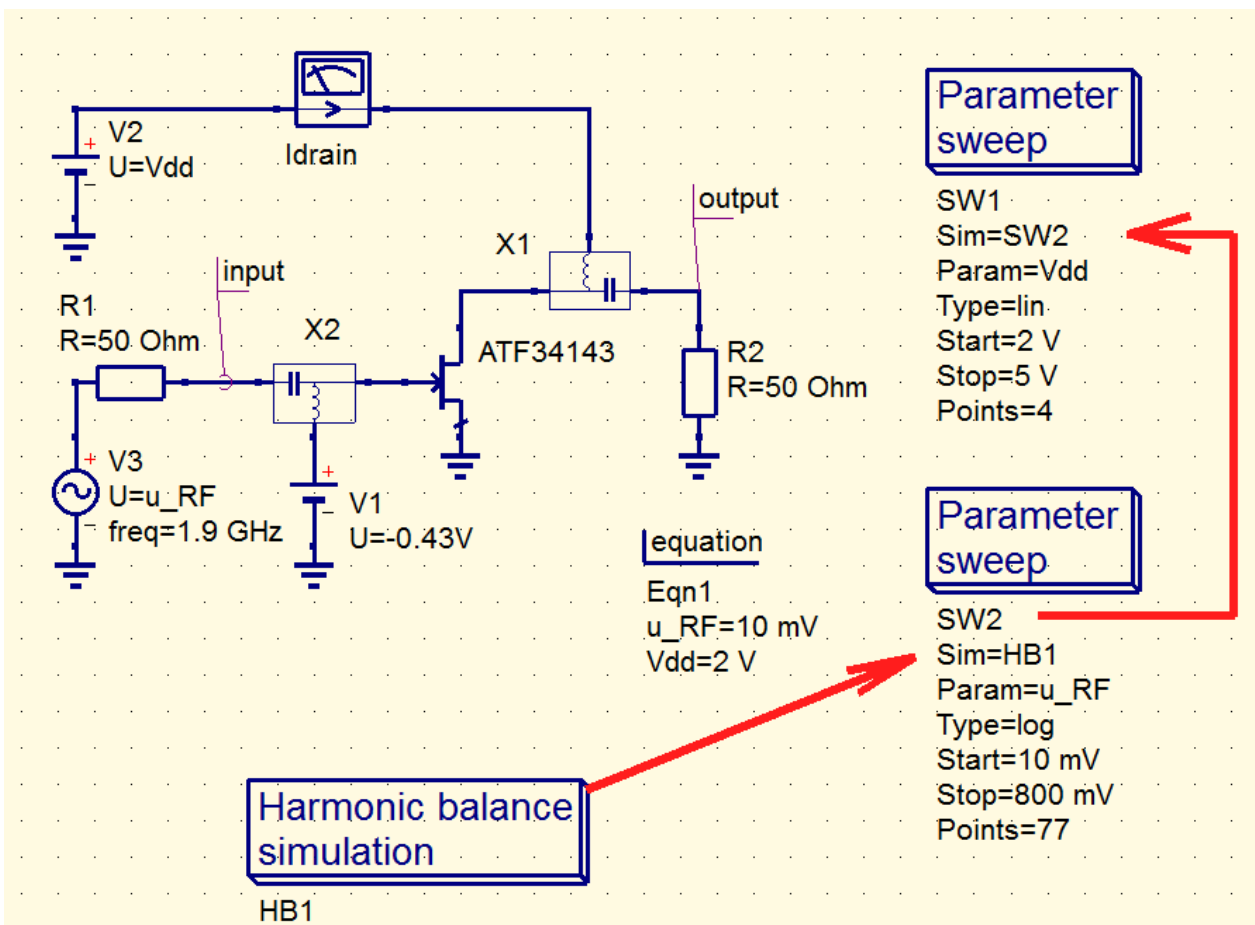 V2
U=Vdd
Idrain
output
X1
input
R1
R=50 Ohm
X2
ATF34143
R2
R=50 Ohm
V3
U=u_RF
freq=1.9 GHz
V1
U=-0.43V
equation
Eqn1
u_RF=10 mV
Vdd=2 V
Parameter
sweep
SW1
Sim=SW2
Param=Vdd
Type=lin
Start=2 V
Stop=5 V
Points=4
Parameter
sweep
SW2
Sim=HB1
Param=u_RF
Type=log
Start=10 mV
Stop=800 mV
Points=77
Harmonic balance
simulation
HB1